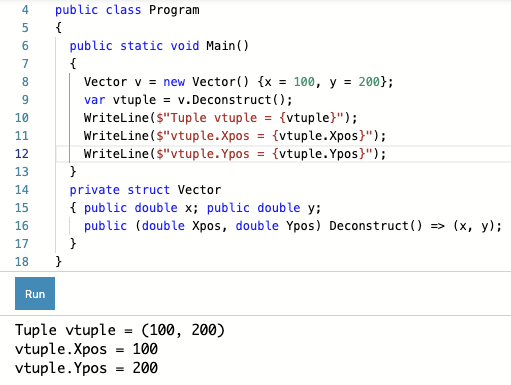 4 public class Program
5 {
6 public static void Main()
7 {
8 Vector v = new Vector() {x = 100, y = 200};
9 var vtuple = v.Deconstruct();
10 WriteLine($"Tuple vtuple = {vtuple}");
11 WriteLine($"vtuple.Xpos = {vtuple.Xpos}");
12 WriteLine($"vtuple.Ypos = {vtuple.Ypos}");
13 }
14 private struct Vector
15 { public double x; public double y;
16 public (double Xpos, double Ypos) Deconstruct() => (x, y);
17 }
18 }
Run
Tuple vtuple = (100, 200)
vtuple.Xpos = 100
vtuple.Ypos = 200